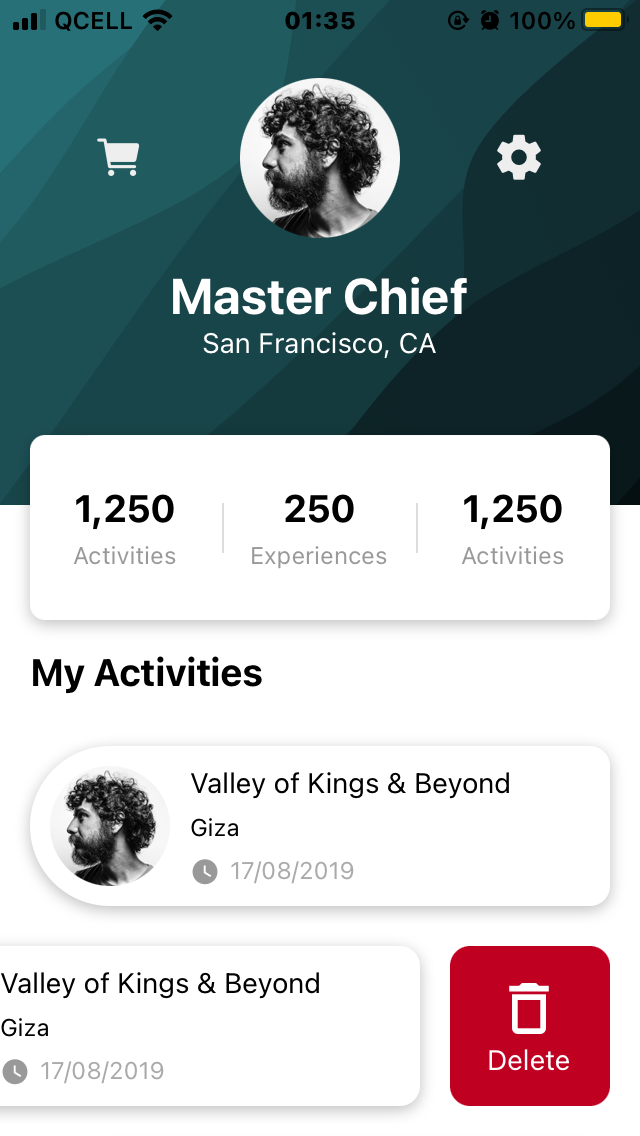 QCELL 01:35 100%
Master Chief
San Francisco, CA
1,250 250 1,250
Activities Experiences Activities
My Activities
Valley of Kings & Beyond
Giza
17/08/2019
Valley of Kings & Beyond
Giza
17/08/2019
Delete